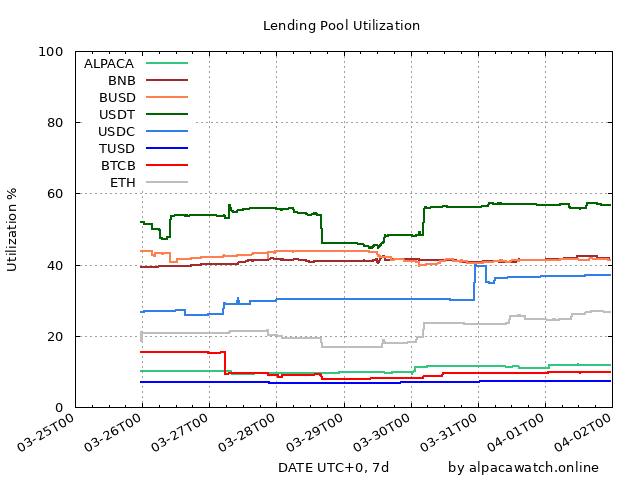 Lending Pool Utilization
Utilization %
100
80
60
40
20
0
ALPACA
BNB
BUSD
USDT
USDC
TUSD
BTCB
ETH
03-25T00
03-26T00
03-27T00
03-28T00
03-29T00
03-30T00
03-31T00
04-01T00
04-02T00
DATE UTC+0, 7d
by alpacawatch.online